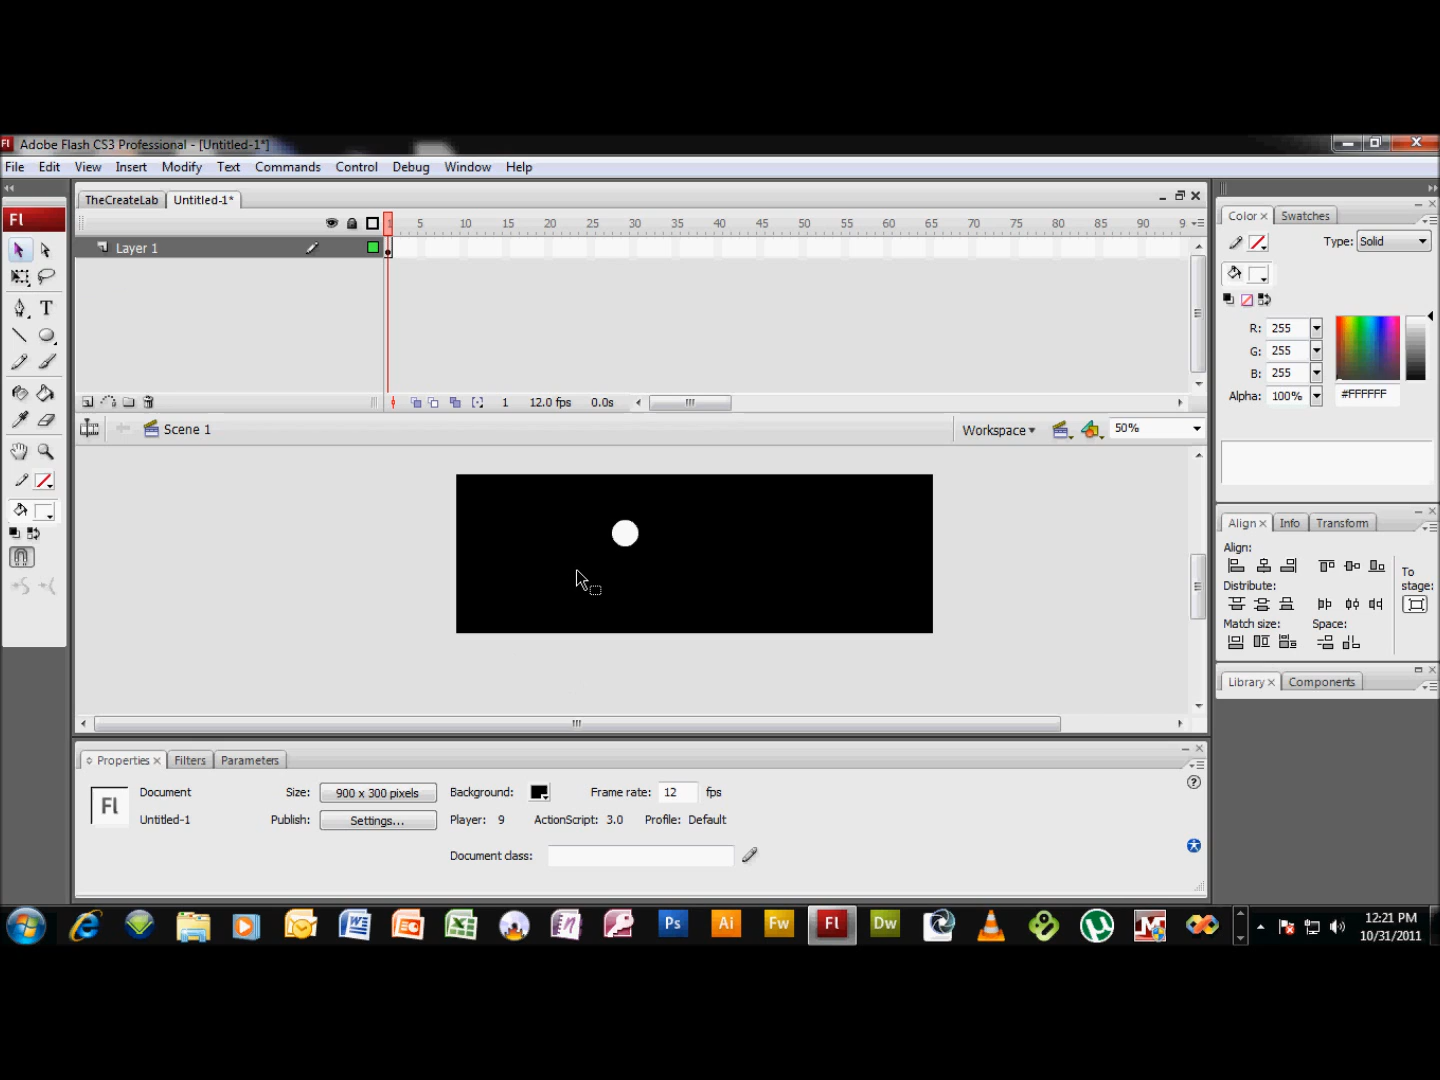 Fl Adobe Flash CS3 Professional - [Untitled-1*]
File Edit View Insert Modify Text Commands Control Debug Window Help
TheCreateLab Untitled-1*
Fl
5 10 15 20 25 30 35 40 45 50 55 60 65 70 75 80 85 90 9
Layer 1
1 12.0 fps 0.0s
Scene 1
Workspace 50%
Color Swatches
Type: Solid
R: 255
G: 255
B: 255
Alpha: 100% #FFFFFF
Align Info Transform
Align:
To stage:
Distribute:
Match size: Space:
Library Components
Properties Filters Parameters
Fl
Document Size: 900 x 300 pixels Background: Frame rate: 12 fps
Untitled-1 Publish: Settings... Player: 9 ActionScript: 3.0 Profile: Default
Document class:
Ps Ai Fw Fl Dw
12:21 PM
10/31/2011